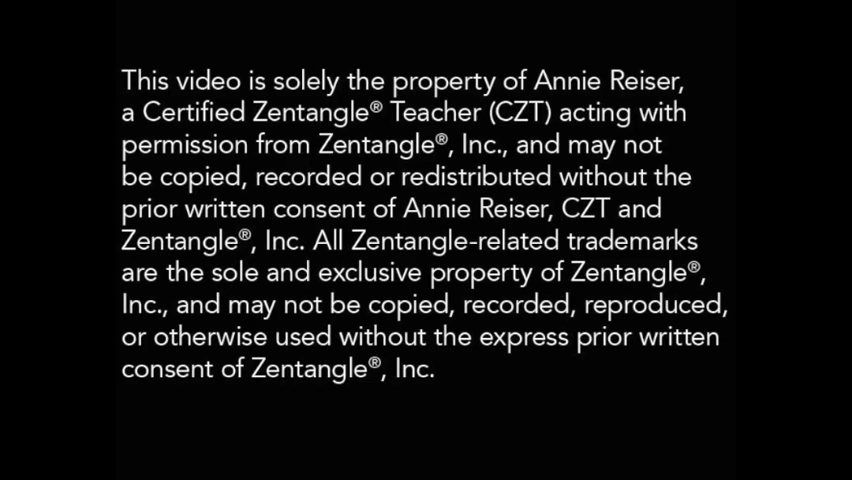 This video is solely the property of Annie Reiser,
a Certified Zentangle® Teacher (CZT) acting with
permission from Zentangle®, Inc., and may not
be copied, recorded or redistributed without the
prior written consent of Annie Reiser, CZT and
Zentangle®, Inc. All Zentangle-related trademarks
are the sole and exclusive property of Zentangle®,
Inc., and may not be copied, recorded, reproduced,
or otherwise used without the express prior written
consent of Zentangle®, Inc.